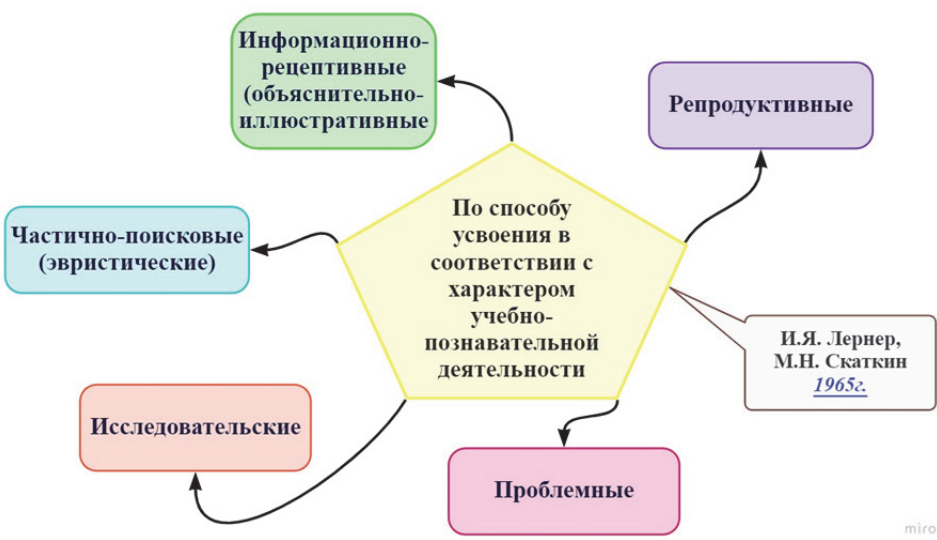 Информационно-
рецептивные
(объяснительно-
иллюстративные
Репродуктивные
По способу
усвоения в
соответствии с
характером
учебно-
познавательной
деятельности
Частично-поисковые
(эвристические)
И.Я. Лернер,
М.Н. Скаткин
1965г.
Исследовательские
Проблемные
miro